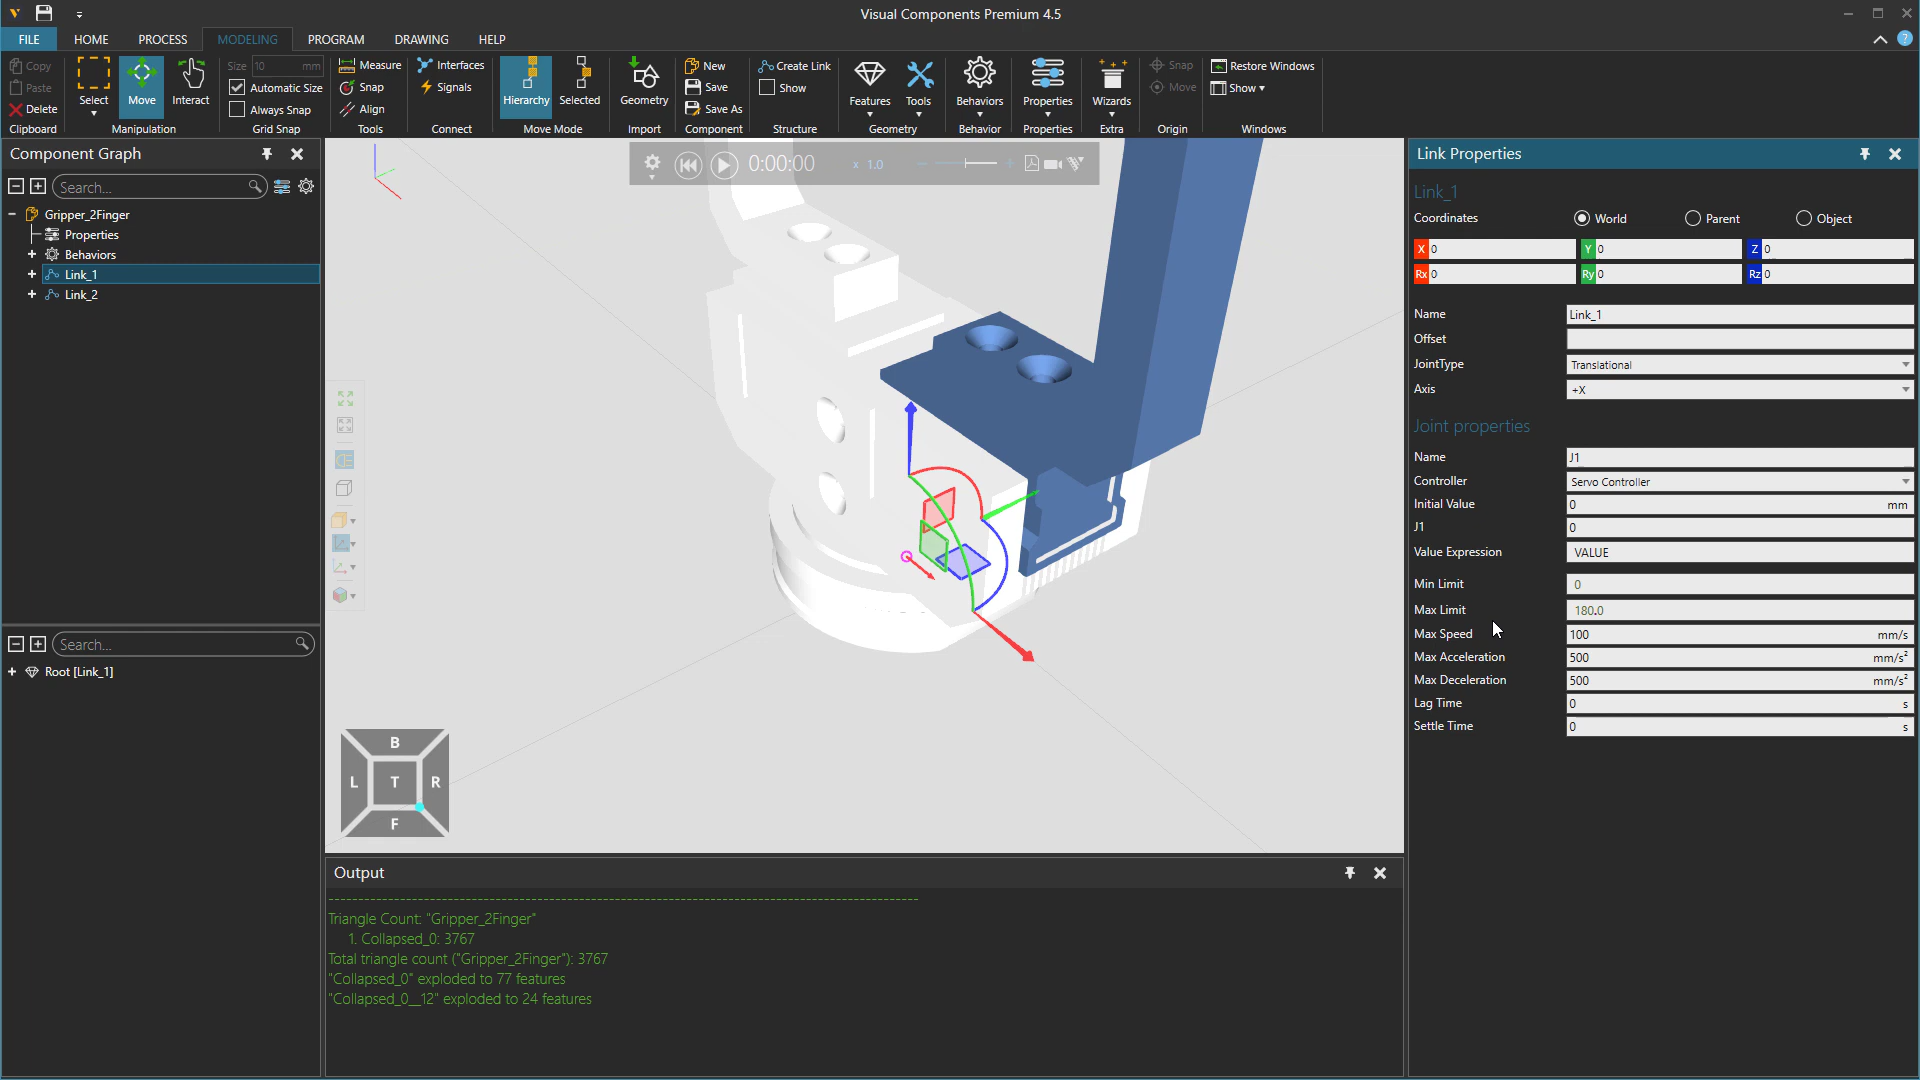 Visual Components Premium 4.5
FILE HOME PROCESS MODELING PROGRAM DRAWING HELP
Copy
Paste
Delete
Clipboard
Select
Move
Interact
Manipulation
Size 10 mm
Automatic Size
Always Snap
Grid Snap
Measure
Snap
Align
Tools
Interfaces
Signals
Connect
Hierarchy
Selected
Move Mode
Geometry
Import
New
Save
Save As
Component
Create Link
Show
Structure
Features
Tools
Geometry
Behaviors
Behavior
Properties
Properties
Wizards
Extra
Snap
Move
Origin
Restore Windows
Show
Windows
Component Graph
Search...
Gripper_2Finger
Properties
Behaviors
Link_1
Link_2
Search...
Root [Link_1]
0:00:00 x 1.0
B
L T R
F
Output
Triangle Count: "Gripper_2Finger"
1. Collapsed_0: 3767
Total triangle count ("Gripper_2Finger"): 3767
"Collapsed_0" exploded to 77 features
"Collapsed_0__12" exploded to 24 features
Link Properties
Link_1
Coordinates World Parent Object
X 0 Y 0 Z 0
Rx 0 Ry 0 Rz 0
Name Link_1
Offset
JointType Translational
Axis +X
Joint properties
Name J1
Controller Servo Controller
Initial Value 0 mm
J1 0
Value Expression VALUE
Min Limit 0
Max Limit 180.0
Max Speed 100 mm/s
Max Acceleration 500 mm/s²
Max Deceleration 500 mm/s²
Lag Time 0 s
Settle Time 0 s